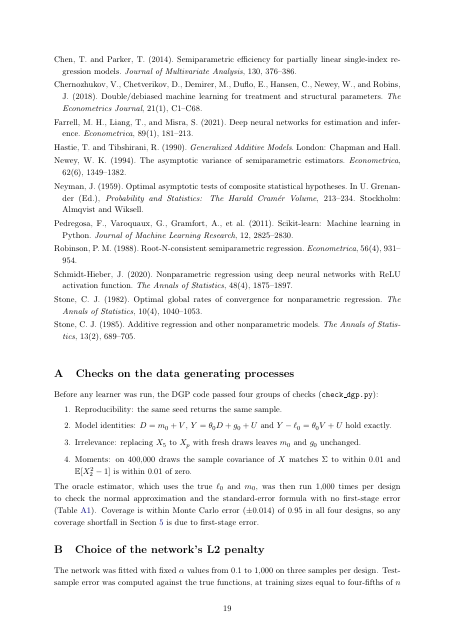 Chen, T. and Parker, T. (2014). Semiparametric efficiency for partially linear single-index re-
gression models. Journal of Multivariate Analysis, 130, 376–386.
Chernozhukov, V., Chetverikov, D., Demirer, M., Duflo, E., Hansen, C., Newey, W., and Robins,
J. (2018). Double/debiased machine learning for treatment and structural parameters. The
Econometrics Journal, 21(1), C1–C68.
Farrell, M. H., Liang, T., and Misra, S. (2021). Deep neural networks for estimation and infer-
ence. Econometrica, 89(1), 181–213.
Hastie, T. and Tibshirani, R. (1990). Generalized Additive Models. London: Chapman and Hall.
Newey, W. K. (1994). The asymptotic variance of semiparametric estimators. Econometrica,
62(6), 1349–1382.
Neyman, J. (1959). Optimal asymptotic tests of composite statistical hypotheses. In U. Grenan-
der (Ed.), Probability and Statistics: The Harald Cramér Volume, 213–234. Stockholm:
Almqvist and Wiksell.
Pedregosa, F., Varoquaux, G., Gramfort, A., et al. (2011). Scikit-learn: Machine learning in
Python. Journal of Machine Learning Research, 12, 2825–2830.
Robinson, P. M. (1988). Root-N-consistent semiparametric regression. Econometrica, 56(4), 931–
954.
Schmidt-Hieber, J. (2020). Nonparametric regression using deep neural networks with ReLU
activation function. The Annals of Statistics, 48(4), 1875–1897.
Stone, C. J. (1982). Optimal global rates of convergence for nonparametric regression. The
Annals of Statistics, 10(4), 1040–1053.
Stone, C. J. (1985). Additive regression and other nonparametric models. The Annals of Statis-
tics, 13(2), 689–705.
A Checks on the data generating processes
Before any learner was run, the DGP code passed four groups of checks (check_dgp.py):
1. Reproducibility: the same seed returns the same sample.
2. Model identities: D = m₀ + V, Y = θ₀D + g₀ + U and Y − ℓ₀ = θ₀V + U hold exactly.
3. Irrelevance: replacing X₅ to Xₚ with fresh draws leaves m₀ and g₀ unchanged.
4. Moments: on 400,000 draws the sample covariance of X matches Σ to within 0.01 and
𝔼[X₂² − 1] is within 0.01 of zero.
The oracle estimator, which uses the true ℓ₀ and m₀, was then run 1,000 times per design
to check the normal approximation and the standard-error formula with no first-stage error
(Table A1). Coverage is within Monte Carlo error (±0.014) of 0.95 in all four designs, so any
coverage shortfall in Section 5 is due to first-stage error.
B Choice of the network's L2 penalty
The network was fitted with fixed α values from 0.1 to 1,000 on three samples per design. Test-
sample error was computed against the true functions, at training sizes equal to four-fifths of n
19